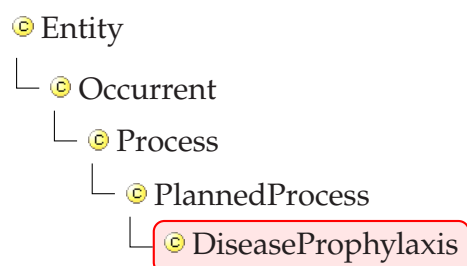 Entity
Occurrent
Process
PlannedProcess
DiseaseProphylaxis